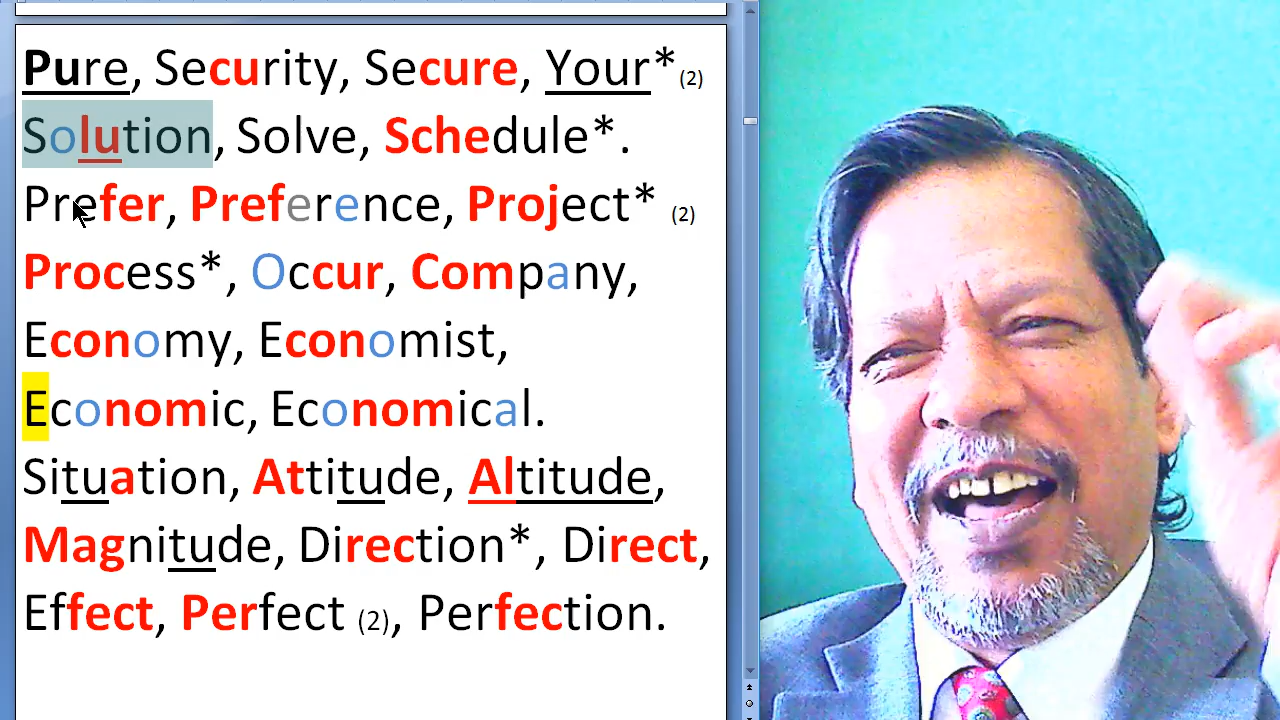 Pure, Security, Secure, Your*(2)
Solution, Solve, Schedule*.
Prefer, Preference, Project* (2)
Process*, Occur, Company,
Economy, Economist,
Economic, Economical.
Situation, Attitude, Altitude,
Magnitude, Direction*, Direct,
Effect, Perfect (2), Perfection.